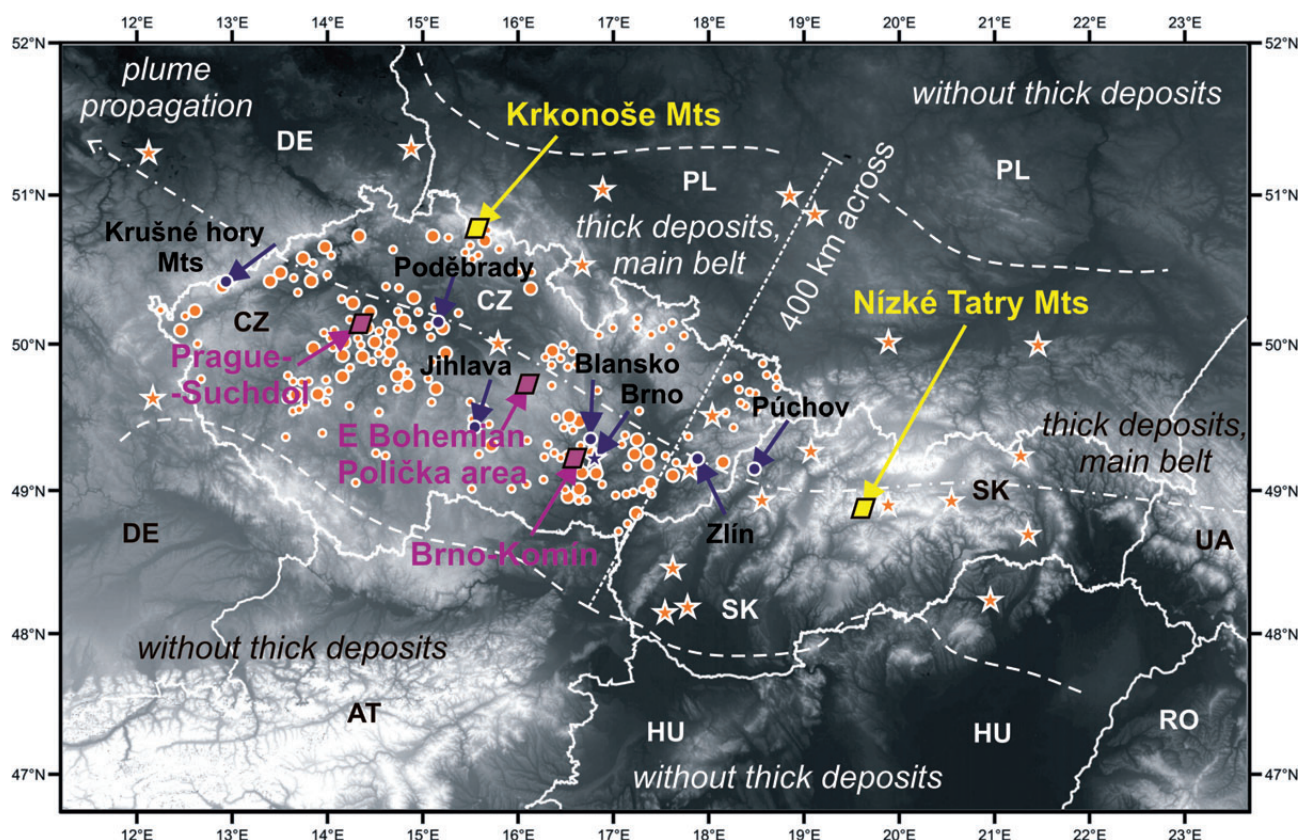 12°E 13°E 14°E 15°E 16°E 17°E 18°E 19°E 20°E 21°E 22°E 23°E
52°N 52°N
plume
propagation
without thick deposits
Krkonoše Mts
DE
PL
PL
51°N 51°N
400 km across
thick deposits,
main belt
Krušné hory
Mts
Poděbrady
CZ
Nízké Tatry Mts
CZ
50°N 50°N
Prague-
-Suchdol
Jihlava
Blansko
Brno
Púchov
E Bohemian
Polička area
thick deposits,
main belt
49°N 49°N
SK
Zlín
DE
UA
Brno-Komín
SK
48°N 48°N
without thick deposits
AT
HU
HU
RO
without thick deposits
47°N 47°N
12°E 13°E 14°E 15°E 16°E 17°E 18°E 19°E 20°E 21°E 22°E 23°E